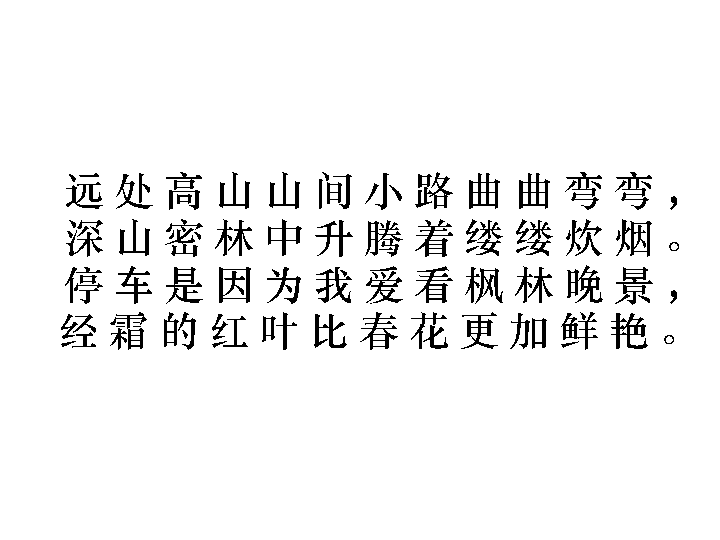 远处高山山间小路曲曲弯弯，
深山密林中升腾着缕缕炊烟。
停车是因为我爱看枫林晚景，
经霜的红叶比春花更加鲜艳。